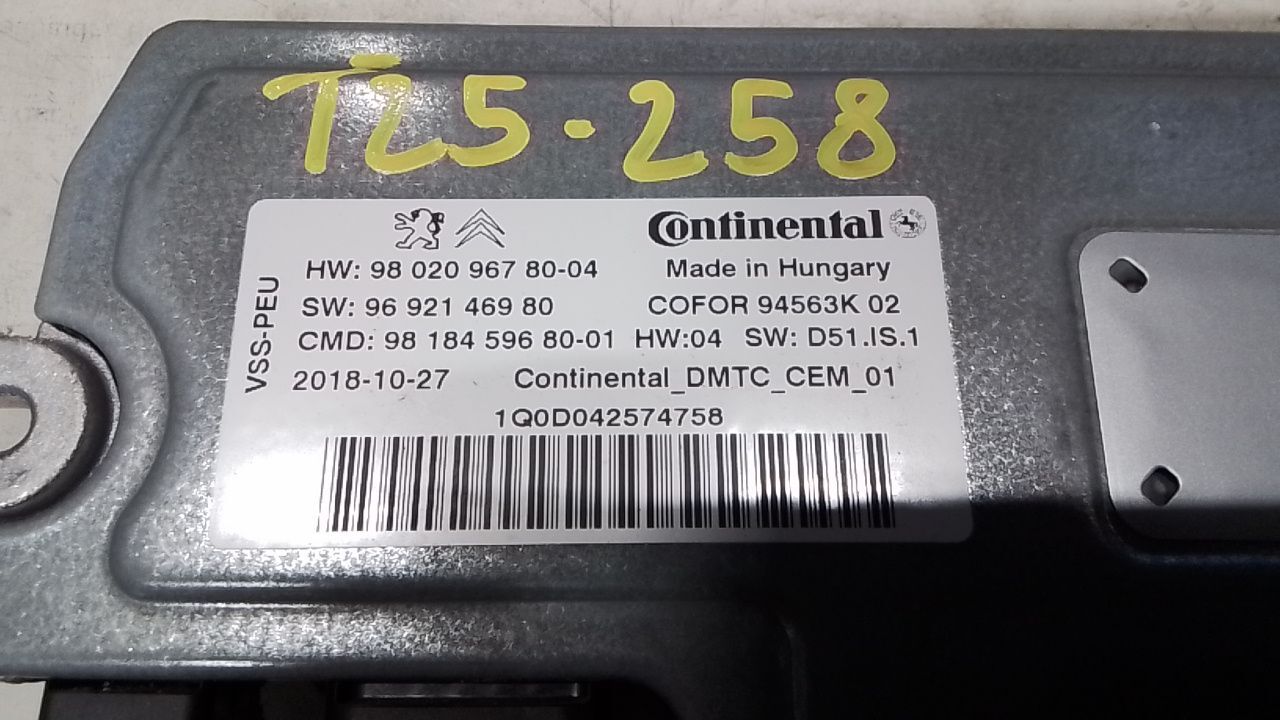 T25-258
Continental
HW: 98 020 967 80-04
Made in Hungary
SW: 96 921 469 80
COFOR 94563K 02
CMD: 98 184 596 80-01 HW:04 SW: D51.IS.1
VSS-PEU
2018-10-27 Continental_DMTC_CEM_01
1Q0D042574758